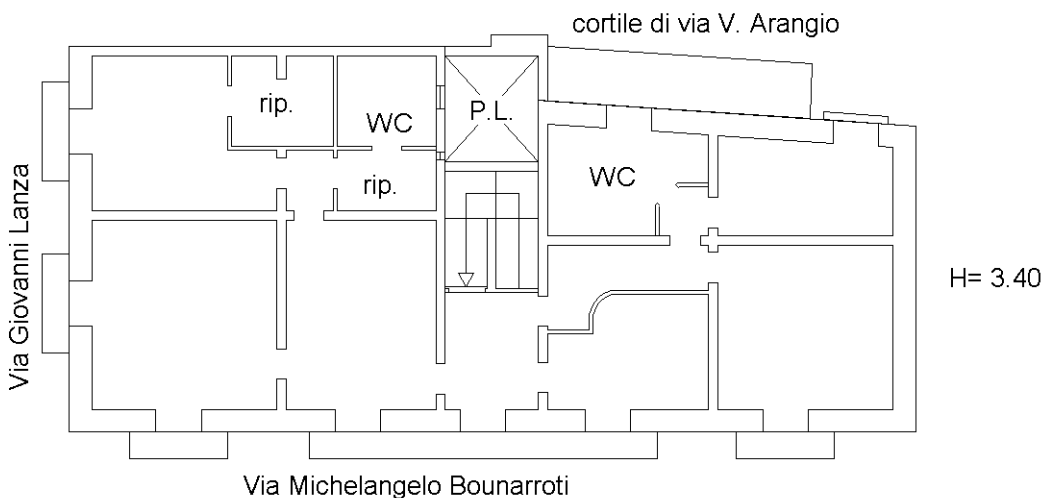 cortile di via V. Arangio
rip.
WC
P.L.
rip.
WC
Via Giovanni Lanza
H= 3.40
Via Michelangelo Bounarroti